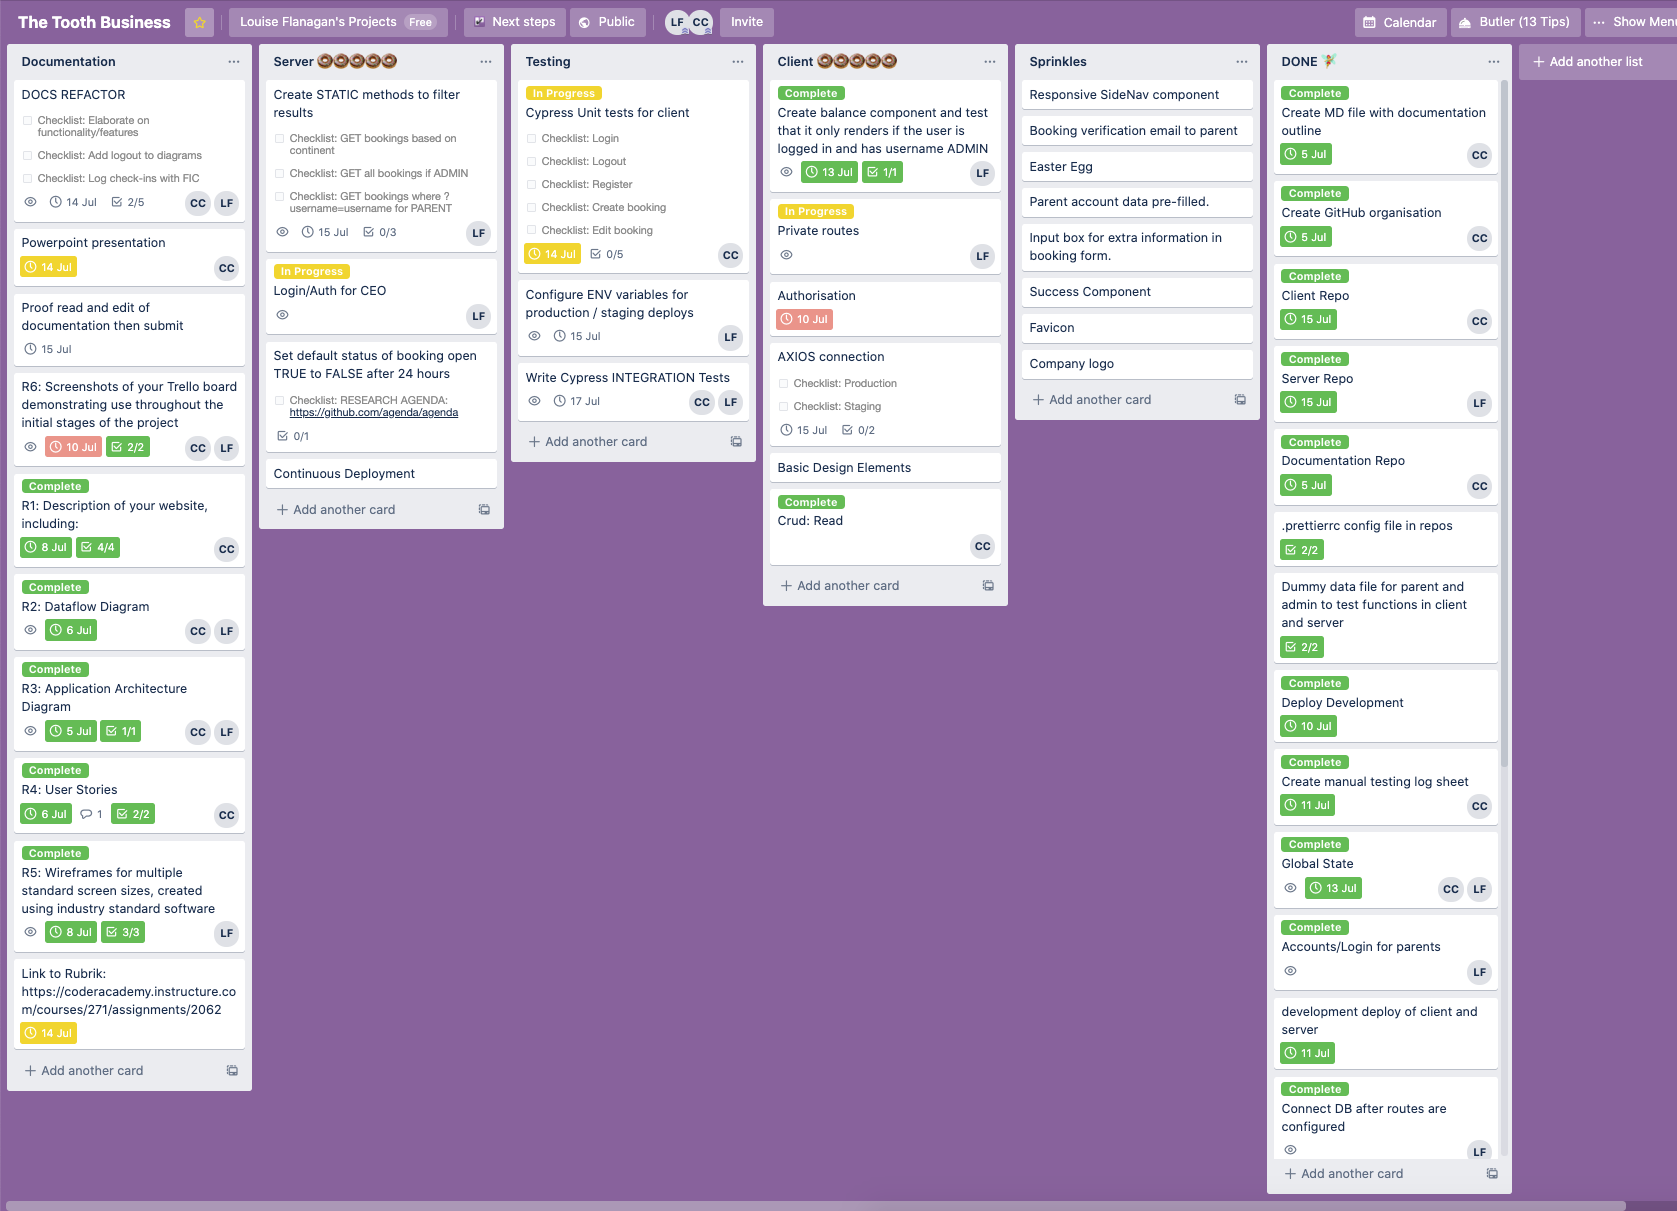 The Tooth Business
Louise Flanagan's Projects Free
Next steps
Public
LF CC
Invite
Calendar
Butler (13 Tips)
··· Show Menu
Documentation ···
DOCS REFACTOR
Checklist: Elaborate on
functionality/features
Checklist: Add logout to diagrams
Checklist: Log check-ins with FIC
14 Jul 2/5 CC LF
Powerpoint presentation
14 Jul CC
Proof read and edit of
documentation then submit
15 Jul
R6: Screenshots of your Trello board
demonstrating use throughout the
initial stages of the project
10 Jul 2/2 CC LF
Complete
R1: Description of your website,
including:
8 Jul 4/4 CC
Complete
R2: Dataflow Diagram
6 Jul CC LF
Complete
R3: Application Architecture
Diagram
5 Jul 1/1 CC LF
Complete
R4: User Stories
6 Jul 1 2/2 CC
Complete
R5: Wireframes for multiple
standard screen sizes, created
using industry standard software
8 Jul 3/3 LF
Link to Rubrik:
https://coderacademy.instructure.co
m/courses/271/assignments/2062
14 Jul
+ Add another card
Server 🍩🍩🍩🍩🍩 ···
Create STATIC methods to filter
results
Checklist: GET bookings based on
continent
Checklist: GET all bookings if ADMIN
Checklist: GET bookings where ?
username=username for PARENT
15 Jul 0/3 LF
In Progress
Login/Auth for CEO
LF
Set default status of booking open
TRUE to FALSE after 24 hours
Checklist: RESEARCH AGENDA:
https://github.com/agenda/agenda
0/1
Continuous Deployment
+ Add another card
Testing ···
In Progress
Cypress Unit tests for client
Checklist: Login
Checklist: Logout
Checklist: Register
Checklist: Create booking
Checklist: Edit booking
14 Jul 0/5 CC
Configure ENV variables for
production / staging deploys
15 Jul LF
Write Cypress INTEGRATION Tests
17 Jul CC LF
+ Add another card
Client 🍩🍩🍩🍩🍩 ···
Complete
Create balance component and test
that it only renders if the user is
logged in and has username ADMIN
13 Jul 1/1 LF
In Progress
Private routes
LF
Authorisation
10 Jul
AXIOS connection
Checklist: Production
Checklist: Staging
15 Jul 0/2
Basic Design Elements
Complete
Crud: Read
CC
+ Add another card
Sprinkles ···
Responsive SideNav component
Booking verification email to parent
Easter Egg
Parent account data pre-filled.
Input box for extra information in
booking form.
Success Component
Favicon
Company logo
+ Add another card
DONE 🧚 ···
Complete
Create MD file with documentation
outline
5 Jul CC
Complete
Create GitHub organisation
5 Jul CC
Complete
Client Repo
15 Jul CC
Complete
Server Repo
15 Jul LF
Complete
Documentation Repo
5 Jul CC
.prettierrc config file in repos
2/2
Dummy data file for parent and
admin to test functions in client
and server
2/2
Complete
Deploy Development
10 Jul
Complete
Create manual testing log sheet
11 Jul CC
Complete
Global State
13 Jul CC LF
Complete
Accounts/Login for parents
LF
development deploy of client and
server
11 Jul
Complete
Connect DB after routes are
configured
LF
+ Add another card
+ Add another list